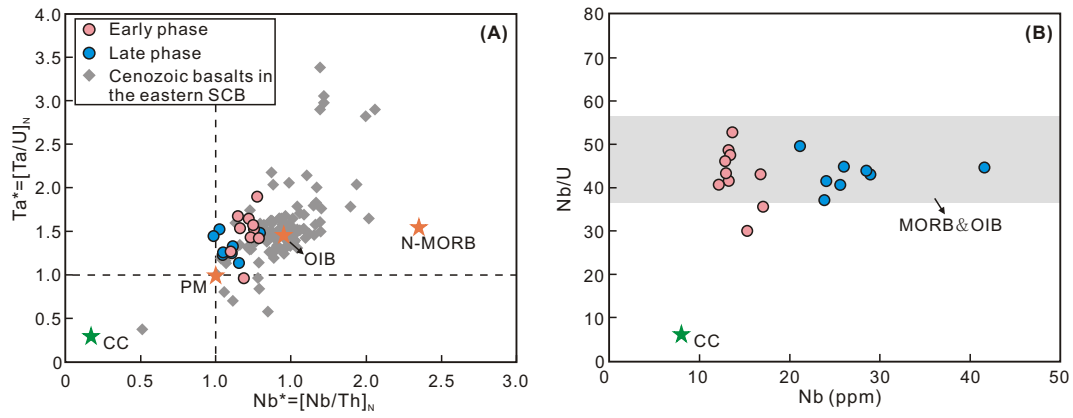 (A)
Early phase
Late phase
Cenozoic basalts in
the eastern SCB
4.0
3.5
3.0
2.5
2.0
1.5
1.0
0.5
0
Ta*=[Ta/U]N
N-MORB
OIB
PM
CC
0
0.5
1.0
1.0
2.0
3.0
Nb*=[Nb/Th]N
(B)
80
70
60
50
40
30
20
10
0
Nb/U
MORB&OIB
CC
0
10
20
30
40
50
Nb (ppm)